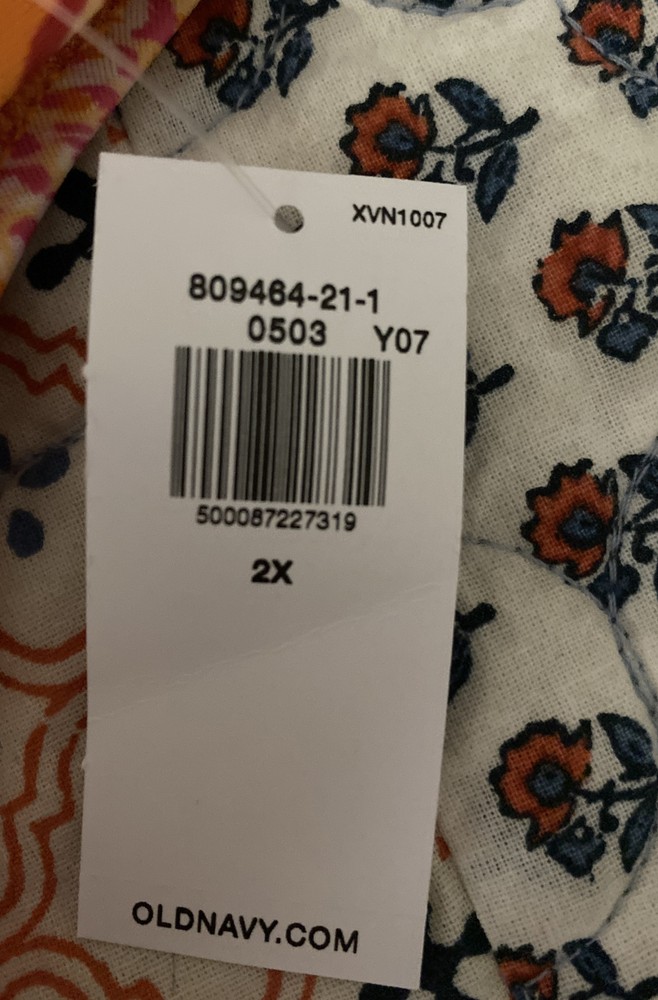 XVN1007
809464-21-1
0503 Y07
500087227319
2X
OLDNAVY.COM